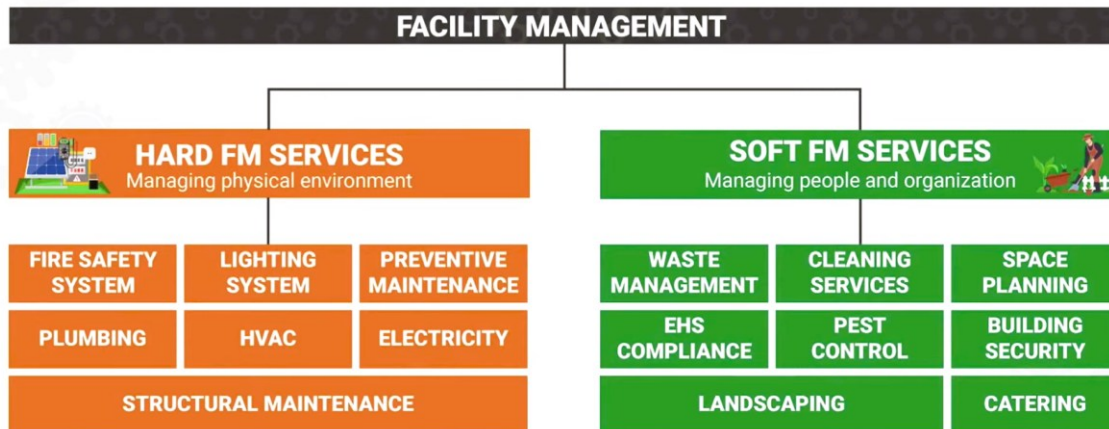 FACILITY MANAGEMENT
HARD FM SERVICES
Managing physical environment
FIRE SAFETY
SYSTEM
LIGHTING
SYSTEM
PREVENTIVE
MAINTENANCE
PLUMBING
HVAC
ELECTRICITY
STRUCTURAL MAINTENANCE
SOFT FM SERVICES
Managing people and organization
WASTE
MANAGEMENT
CLEANING
SERVICES
SPACE
PLANNING
EHS
COMPLIANCE
PEST
CONTROL
BUILDING
SECURITY
LANDSCAPING
CATERING